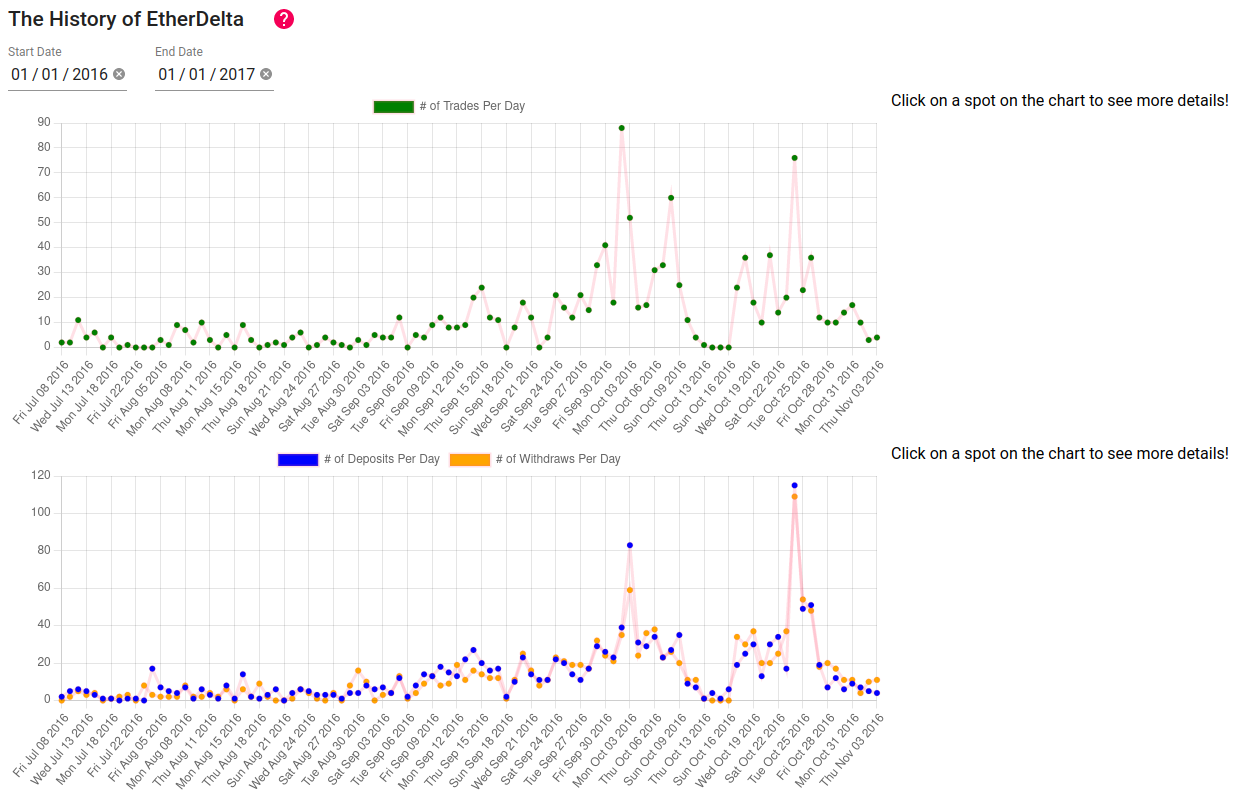 The History of EtherDelta ?
Start Date End Date
01 / 01 / 2016 01 / 01 / 2017
Click on a spot on the chart to see more details!
# of Trades Per Day
90
80
70
60
50
40
30
20
10
0
Fri Jul 08 2016
Wed Jul 13 2016
Mon Jul 18 2016
Fri Jul 22 2016
Fri Aug 05 2016
Mon Aug 08 2016
Thu Aug 11 2016
Mon Aug 15 2016
Thu Aug 18 2016
Sun Aug 21 2016
Wed Aug 24 2016
Sat Aug 27 2016
Tue Aug 30 2016
Sat Sep 03 2016
Tue Sep 06 2016
Fri Sep 09 2016
Mon Sep 12 2016
Thu Sep 15 2016
Sun Sep 18 2016
Wed Sep 21 2016
Sat Sep 24 2016
Tue Sep 27 2016
Fri Sep 30 2016
Mon Oct 03 2016
Thu Oct 06 2016
Sun Oct 09 2016
Thu Oct 13 2016
Sun Oct 16 2016
Wed Oct 19 2016
Sat Oct 22 2016
Tue Oct 25 2016
Fri Oct 28 2016
Mon Oct 31 2016
Thu Nov 03 2016
Click on a spot on the chart to see more details!
# of Deposits Per Day # of Withdraws Per Day
120
100
80
60
40
20
0
Fri Jul 08 2016
Wed Jul 13 2016
Mon Jul 18 2016
Fri Jul 22 2016
Fri Aug 05 2016
Mon Aug 08 2016
Thu Aug 11 2016
Mon Aug 15 2016
Thu Aug 18 2016
Sun Aug 21 2016
Wed Aug 24 2016
Sat Aug 27 2016
Tue Aug 30 2016
Sat Sep 03 2016
Tue Sep 06 2016
Fri Sep 09 2016
Mon Sep 12 2016
Thu Sep 15 2016
Sun Sep 18 2016
Wed Sep 21 2016
Sat Sep 24 2016
Tue Sep 27 2016
Fri Sep 30 2016
Mon Oct 03 2016
Thu Oct 06 2016
Sun Oct 09 2016
Thu Oct 13 2016
Sun Oct 16 2016
Wed Oct 19 2016
Sat Oct 22 2016
Tue Oct 25 2016
Fri Oct 28 2016
Mon Oct 31 2016
Thu Nov 03 2016